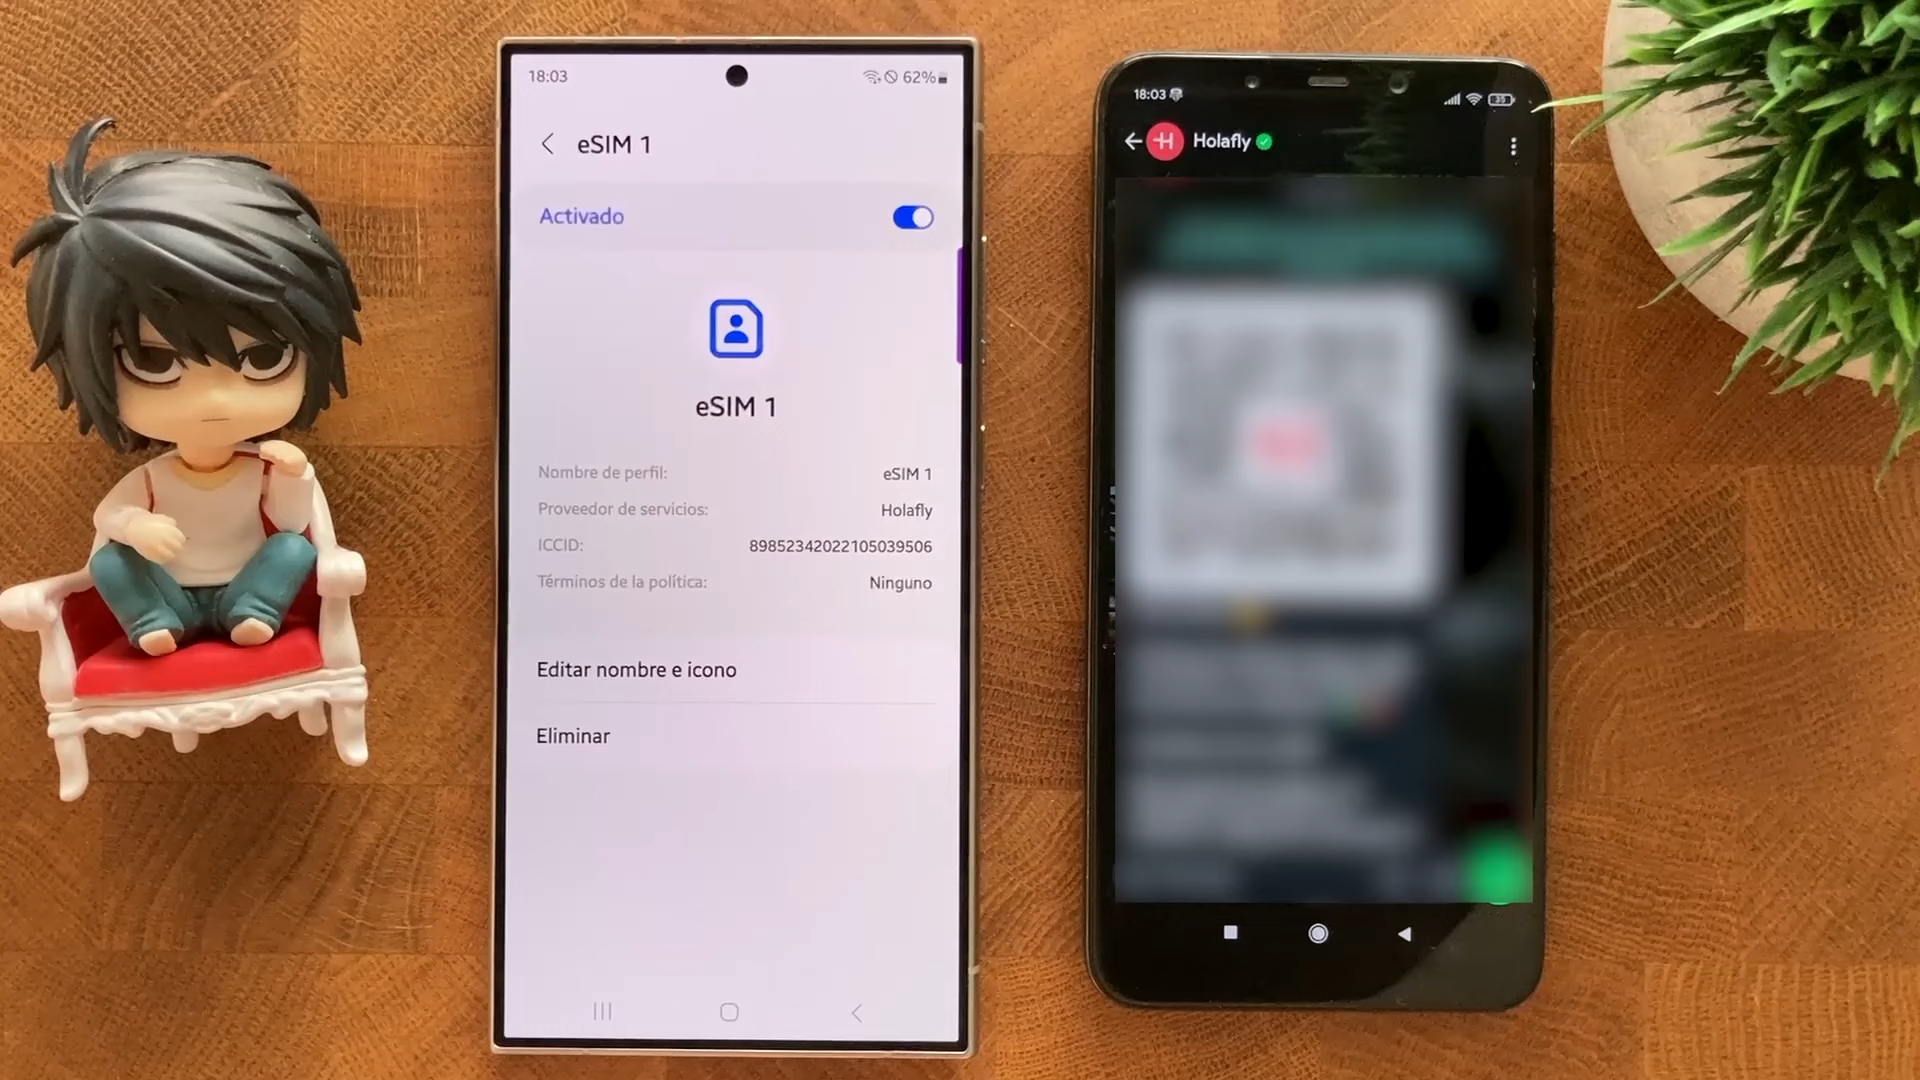 18:03
62%
eSIM 1
Activado
eSIM 1
Nombre de perfil: eSIM 1
Proveedor de servicios: Holafly
ICCID: 89852342022105039506
Términos de la política: Ninguno
Editar nombre e icono
Eliminar
18:03
35
H Holafly